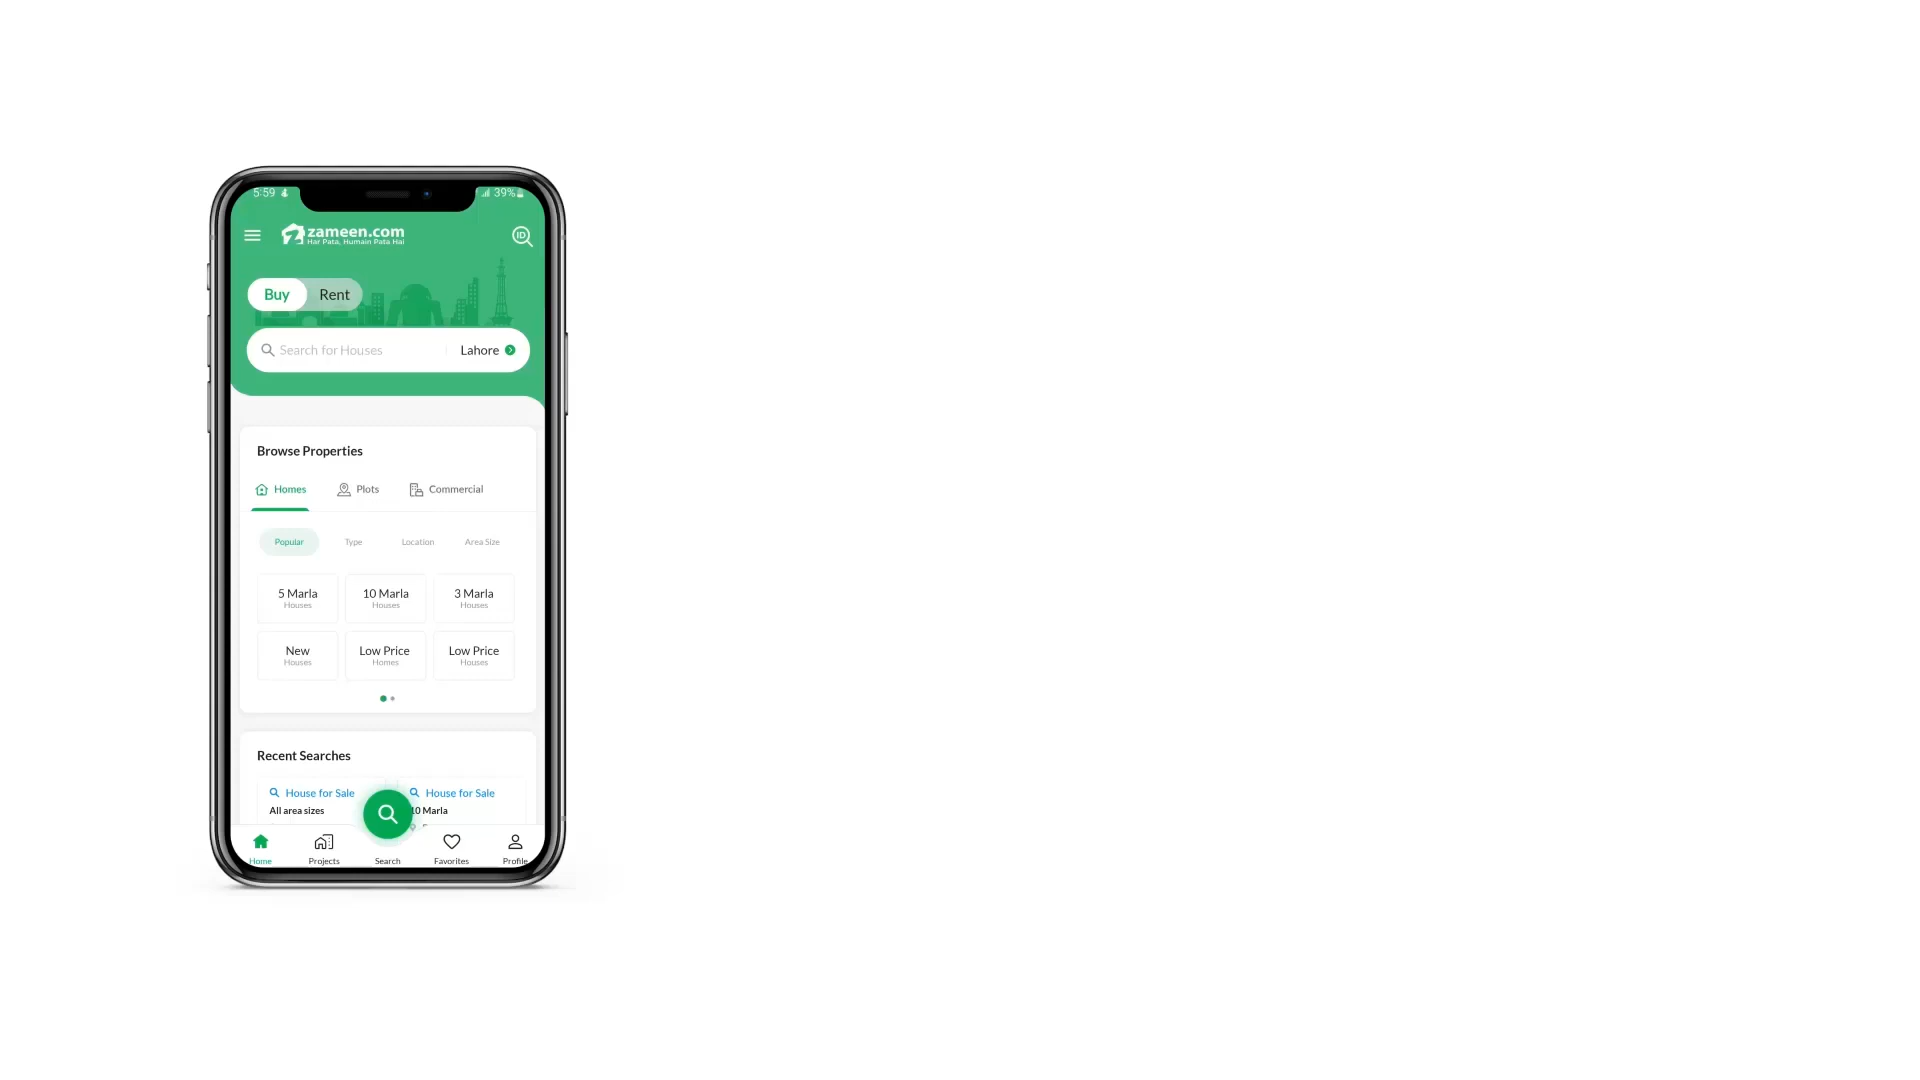 5:59
39%
zameen.com
Har Pata, Humain Pata Hai
ID
Buy Rent
Search for Houses Lahore
Browse Properties
Homes Plots Commercial
Popular Type Location Area Size
5 Marla 10 Marla 3 Marla
Houses Houses Houses
New Low Price Low Price
Houses Homes Houses
Recent Searches
House for Sale House for Sale
All area sizes 10 Marla
Home Projects Search Favorites Profile